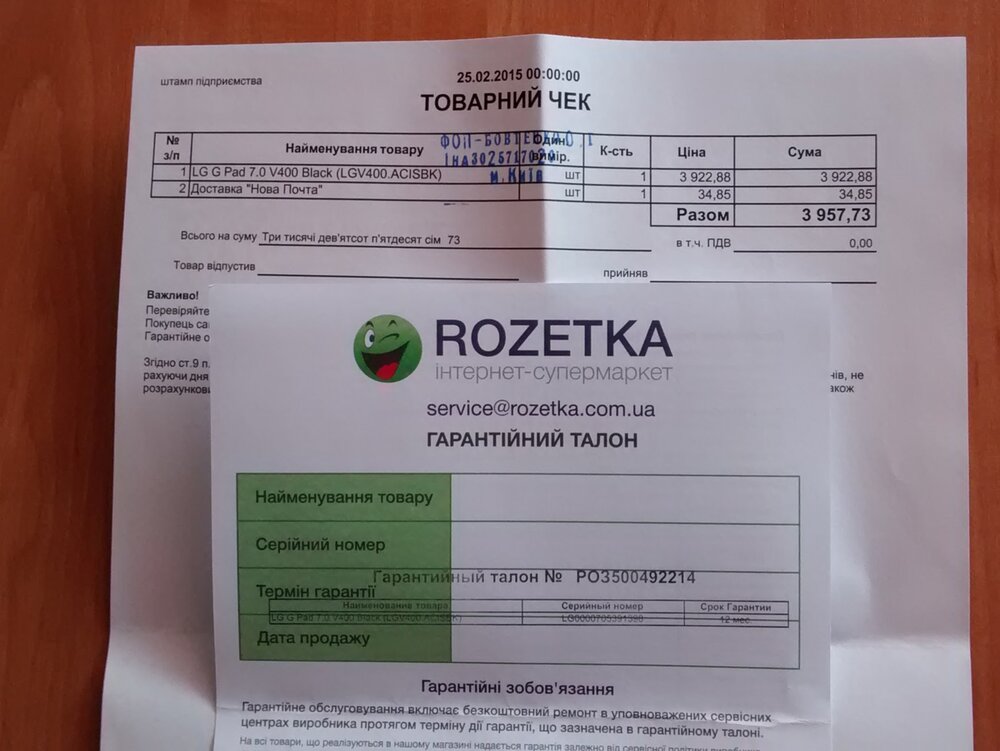 штамп підприємства
25.02.2015 00:00:00
ТОВАРНИЙ ЧЕК
№ з/п Найменування товару Один. вимір. К-сть Ціна Сума
ФОП-БОВТЕНКО
м.Київ
1 LG G Pad 7.0 V400 Black (LGV400.ACISBK) шт 1 3 922,88 3 922,88
2 Доставка "Нова Почта" шт 1 34,85 34,85
Разом 3 957,73
Всього на суму Три тисячі дев'ятсот п'ятдесят сім 73
в т.ч. ПДВ 0,00
Товар відпустив прийняв
Важливо!
Перевіряйте
Покупець
Гарантійне
Згідно ст.9 п.
рахуючи дня не
ROZETKA
інтернет-супермаркет
service@rozetka.com.ua
ГАРАНТІЙНИЙ ТАЛОН
Найменування товару
Серійний номер
Гарантийный талон № РО3500492214
Термін гарантії
Наименование товара Серийный номер Срок Гарантии
LG G Pad 7.0 V400 Black (LGV400.ACISBK) 12 мес.
Дата продажу
Гарантійні зобов'язання
Гарантійне обслуговування включає безкоштовний ремонт в уповноважених сервісних
центрах виробника протягом терміну дії гарантії, що зазначена в гарантійному талоні.
На всі товари, що реалізуються в нашому магазині надається гарантія залежно від сервісної політики